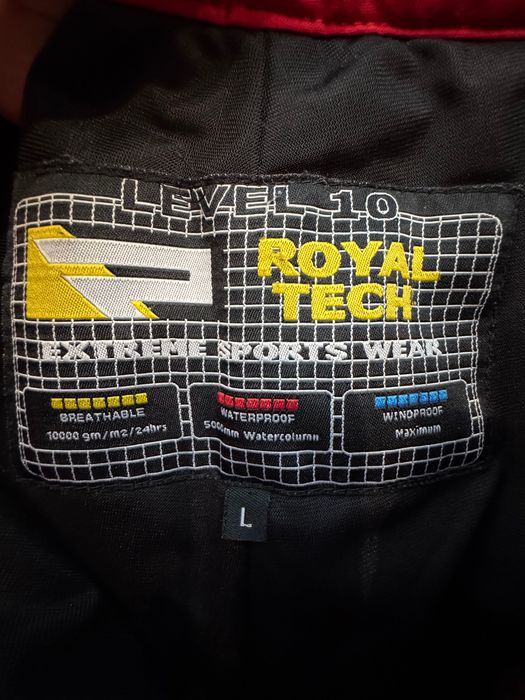 LEVEL 10
ROYAL
TECH
EXTREME SPORTS WEAR
BREATHABLE
10000 gm/m2/24hrs
WATERPROOF
5000mm Watercolumn
WINDPROOF
Maximum
L